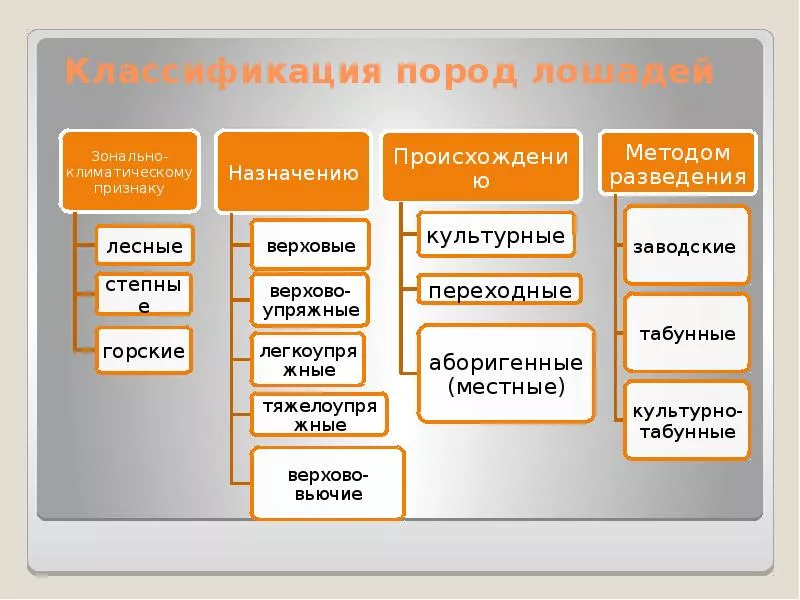 Классификация пород лошадей
Зонально-
климатическому
признаку
лесные
степны
е
горские
Назначению
верховые
верхово-
упряжные
легкоупря
жные
тяжелоупря
жные
верхово-
вьючие
Происхождени
ю
культурные
переходные
аборигенные
(местные)
Методом
разведения
заводские
табунные
культурно-
табунные